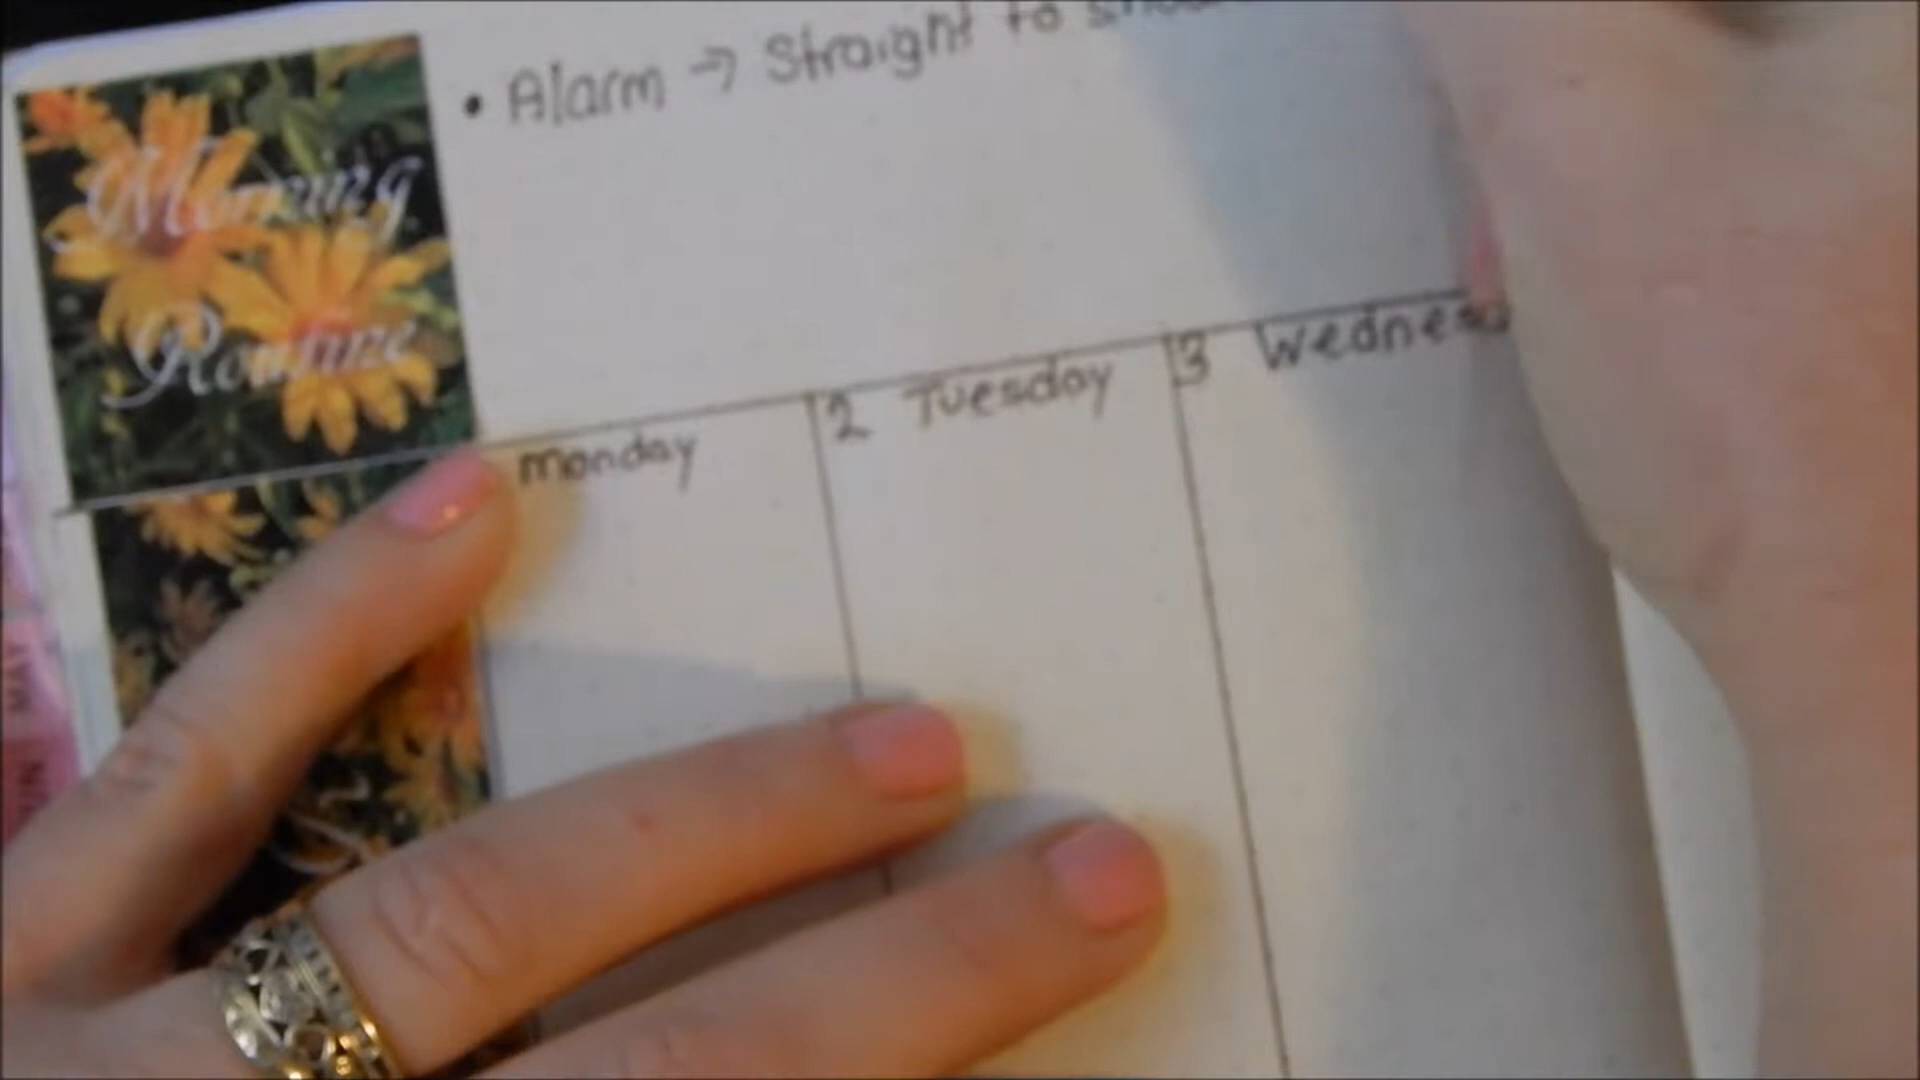 Morning
Routine
• Alarm → Straight to
Monday
2 Tuesday
3 Wednes